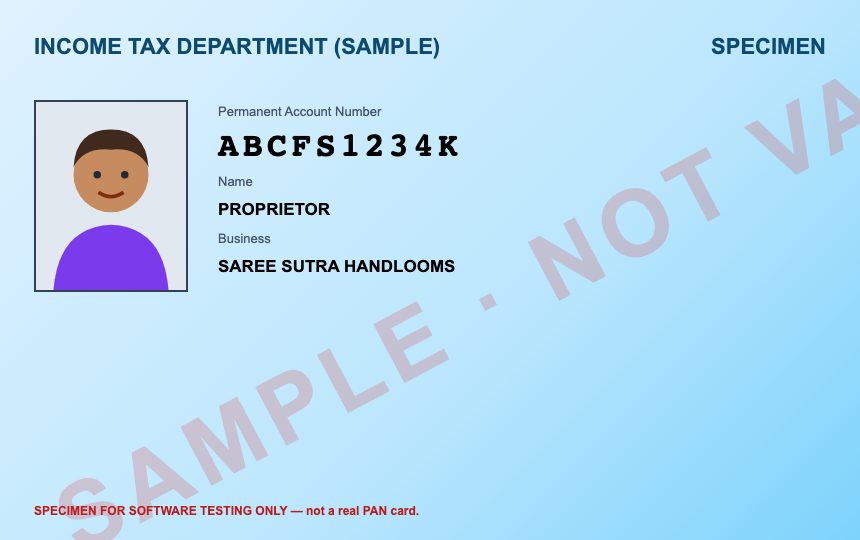 INCOME TAX DEPARTMENT (SAMPLE) SPECIMEN
Permanent Account Number
ABCFS1234K
Name
PROPRIETOR
Business
SAREE SUTRA HANDLOOMS
SAMPLE · NOT VA
SPECIMEN FOR SOFTWARE TESTING ONLY — not a real PAN card.